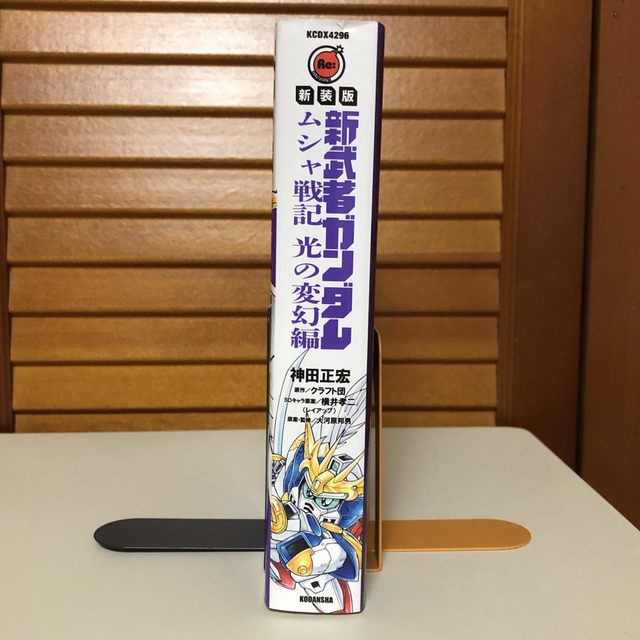 KCDX4296
Re:
新装版
新武者ガンダム
ムシャ戦記 光の変幻編
神田正宏
原作/クラフト団
SDキャラ原案/横井孝二
(レイアップ)
原案・監修/大河原邦男
KODANSHA